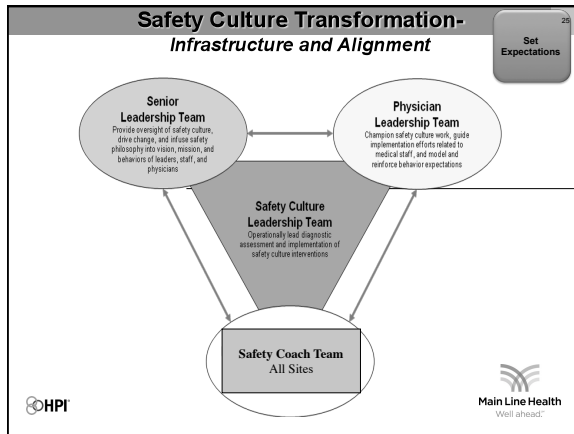 Safety Culture Transformation-
Infrastructure and Alignment
25
Set
Expectations
Senior
Leadership Team
Provide oversight of safety culture,
drive change, and infuse safety
philosophy into vision, mission, and
behaviors of leaders, staff, and
physicians
Physician
Leadership Team
Champion safety culture work, guide
implementation efforts related to
medical staff, and model and
reinforce behavior expectations
Safety Culture
Leadership Team
Operationally lead diagnostic
assessment and implementation of
safety culture interventions
Safety Coach Team
All Sites
HPI
Main Line Health
Well ahead.